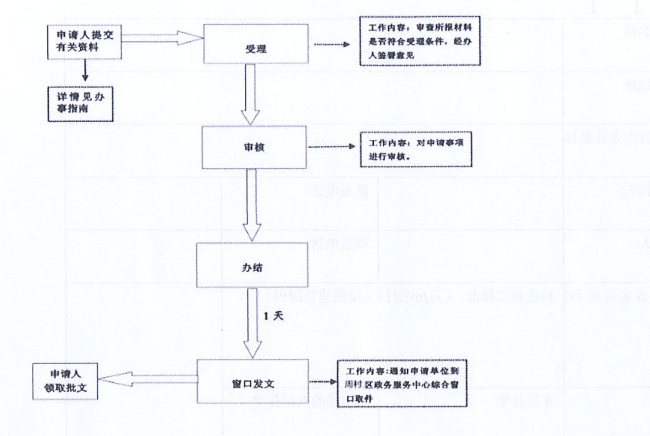 申请人提交
有关资料
受理
工作内容：审查所报材料
是否符合受理条件，经办
人签署意见
详情见办
事指南
审核
工作内容：对申请事项
进行审核。
办结
1 天
申请人
领取批文
窗口发文
工作内容:通知申请单位到
周村区政务服务中心综合窗
口取件